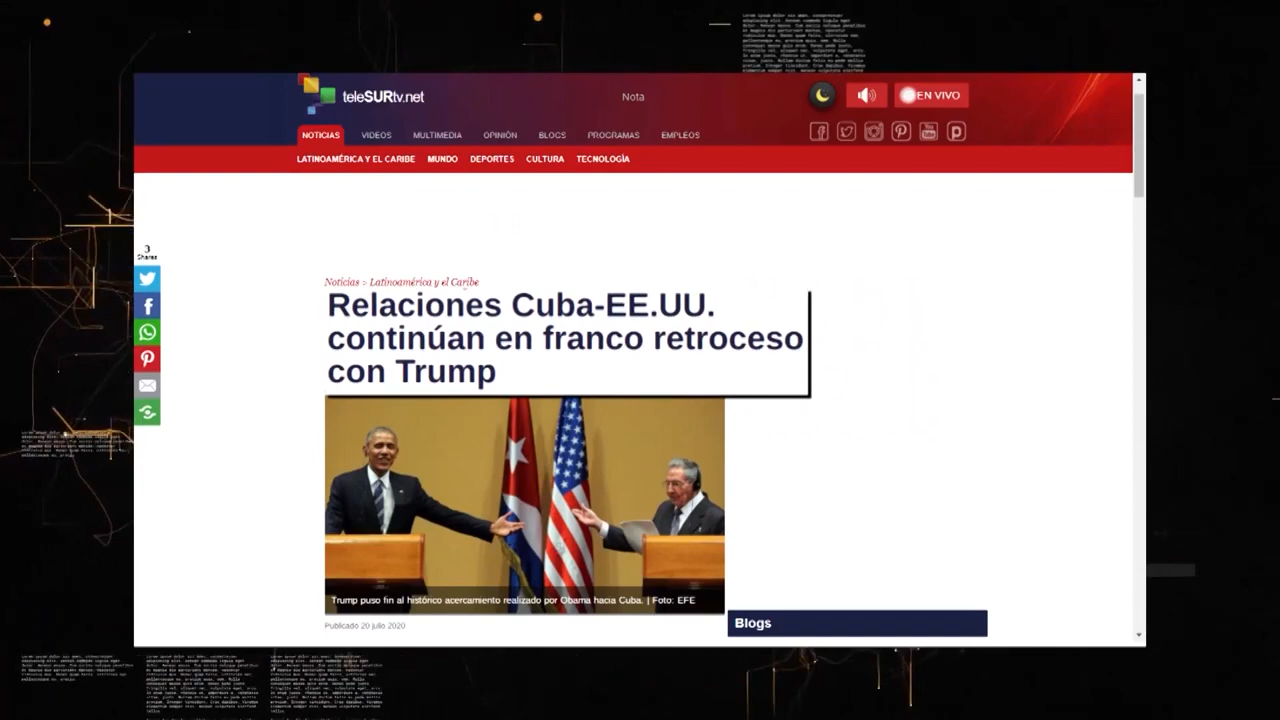 teleSURtv.net
Nota
EN VIVO
NOTICIAS VIDEOS MULTIMEDIA OPINIÓN BLOGS PROGRAMAS EMPLEOS
LATINOAMÉRICA Y EL CARIBE MUNDO DEPORTES CULTURA TECNOLOGÍA
3
Shares
Noticias > Latinoamérica y el Caribe
Relaciones Cuba-EE.UU.
continúan en franco retroceso
con Trump
Trump puso fin al histórico acercamiento realizado por Obama hacia Cuba. | Foto: EFE
Publicado 20 julio 2020
Blogs